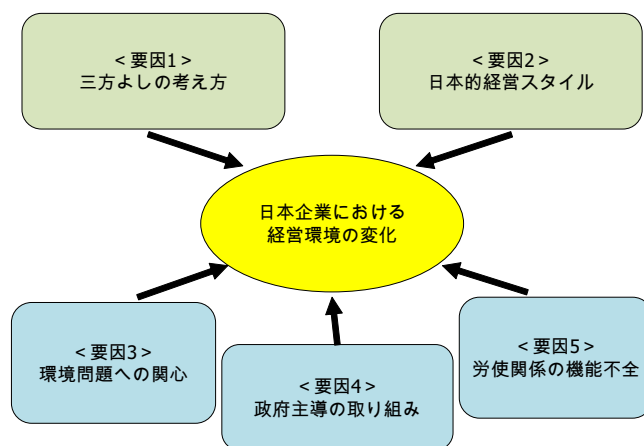 ＜要因1＞
三方よしの考え方
＜要因2＞
日本的経営スタイル
日本企業における
経営環境の変化
＜要因3＞
環境問題への関心
＜要因4＞
政府主導の取り組み
＜要因5＞
労使関係の機能不全